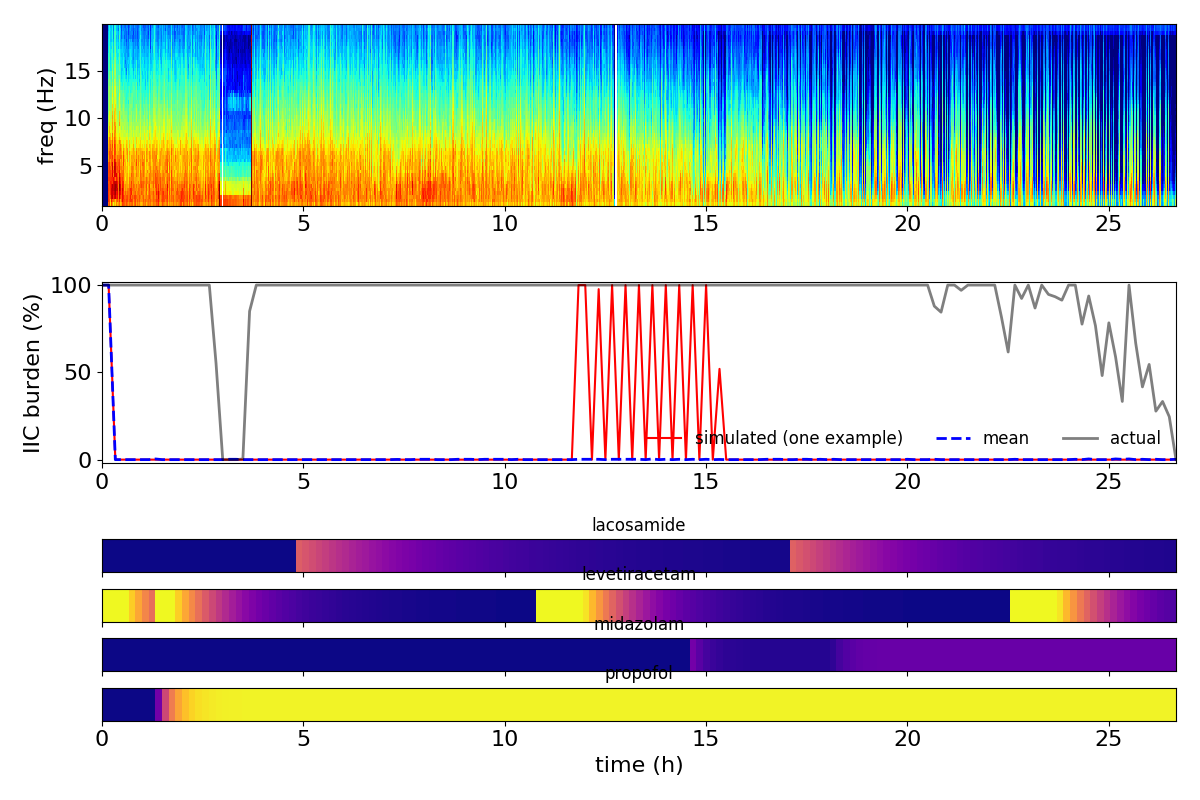 freq (Hz)
15
10
5
0 5 10 15 20 25
IIC burden (%)
100
50
0
simulated (one example) mean actual
0 5 10 15 20 25
lacosamide
levetiracetam
midazolam
propofol
0 5 10 15 20 25
time (h)